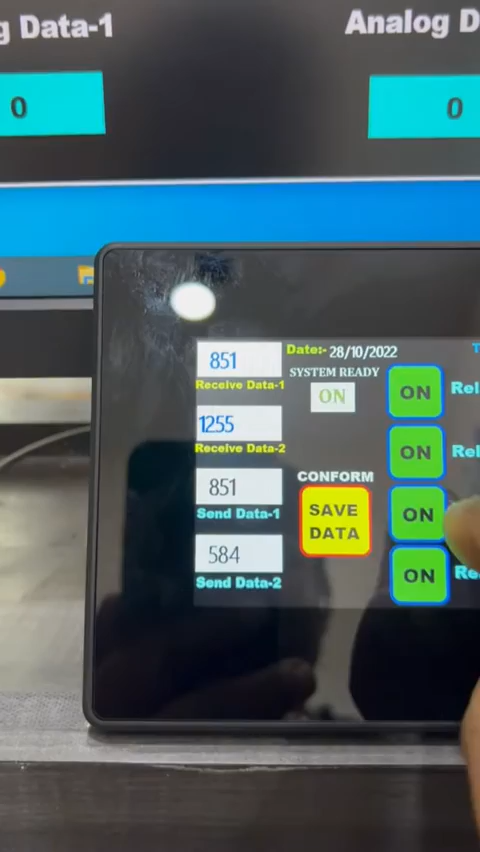 g Data-1
Analog D
0
0
851
Date:- 28/10/2022
T
Receive Data-1
SYSTEM READY
ON
ON
Rel
1255
Receive Data-2
ON
Rel
851
CONFORM
Send Data-1
SAVE
DATA
ON
584
Send Data-2
ON
Re